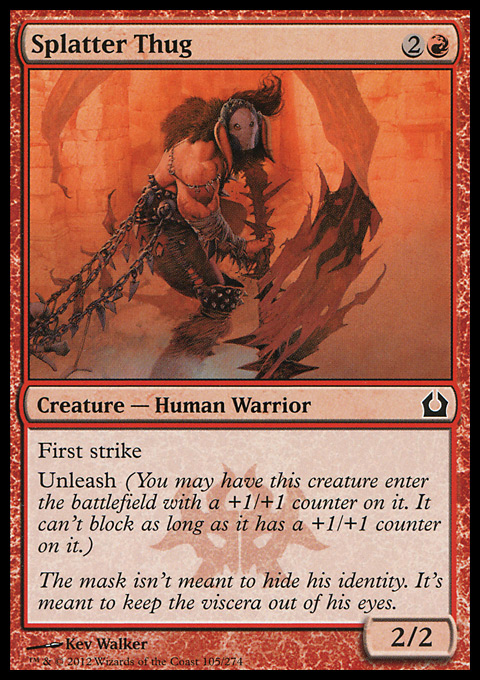 Splatter Thug 2
Creature — Human Warrior
First strike
Unleash (You may have this creature enter
the battlefield with a +1/+1 counter on it. It
can't block as long as it has a +1/+1 counter
on it.)
The mask isn't meant to hide his identity. It's
meant to keep the viscera out of his eyes.
2/2
Kev Walker
™ & © 2012 Wizards of the Coast 105/274